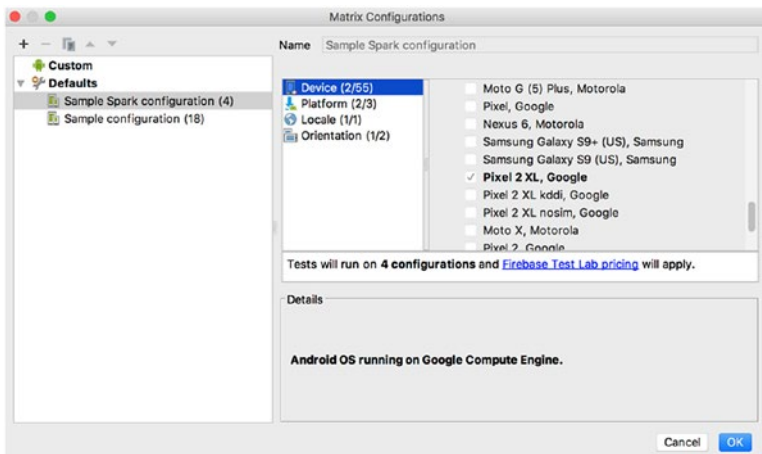 Matrix Configurations
Name Sample Spark configuration
Custom
Defaults
Sample Spark configuration (4)
Sample configuration (18)
Device (2/55)
Platform (2/3)
Locale (1/1)
Orientation (1/2)
Moto G (5) Plus, Motorola
Pixel, Google
Nexus 6, Motorola
Samsung Galaxy S9+ (US), Samsung
Samsung Galaxy S9 (US), Samsung
Pixel 2 XL, Google
Pixel 2 XL kddi, Google
Pixel 2 XL nosim, Google
Moto X, Motorola
Pixel 2, Google
Tests will run on 4 configurations and Firebase Test Lab pricing will apply.
Details
Android OS running on Google Compute Engine.
Cancel OK